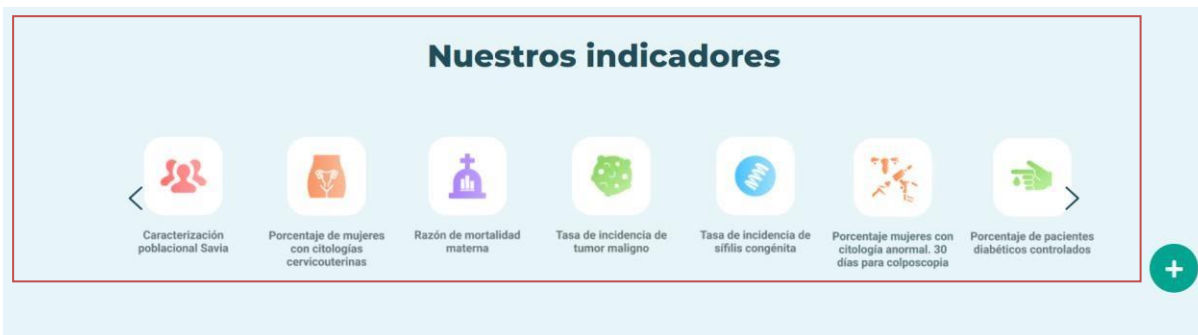 Nuestros indicadores
Caracterización
poblacional Savia
Porcentaje de mujeres
con citologías
cervicouterinas
Razón de mortalidad
materna
Tasa de incidencia de
tumor maligno
Tasa de incidencia de
sífilis congénita
Porcentaje mujeres con
citología anormal. 30
días para colposcopia
Porcentaje de pacientes
diabéticos controlados